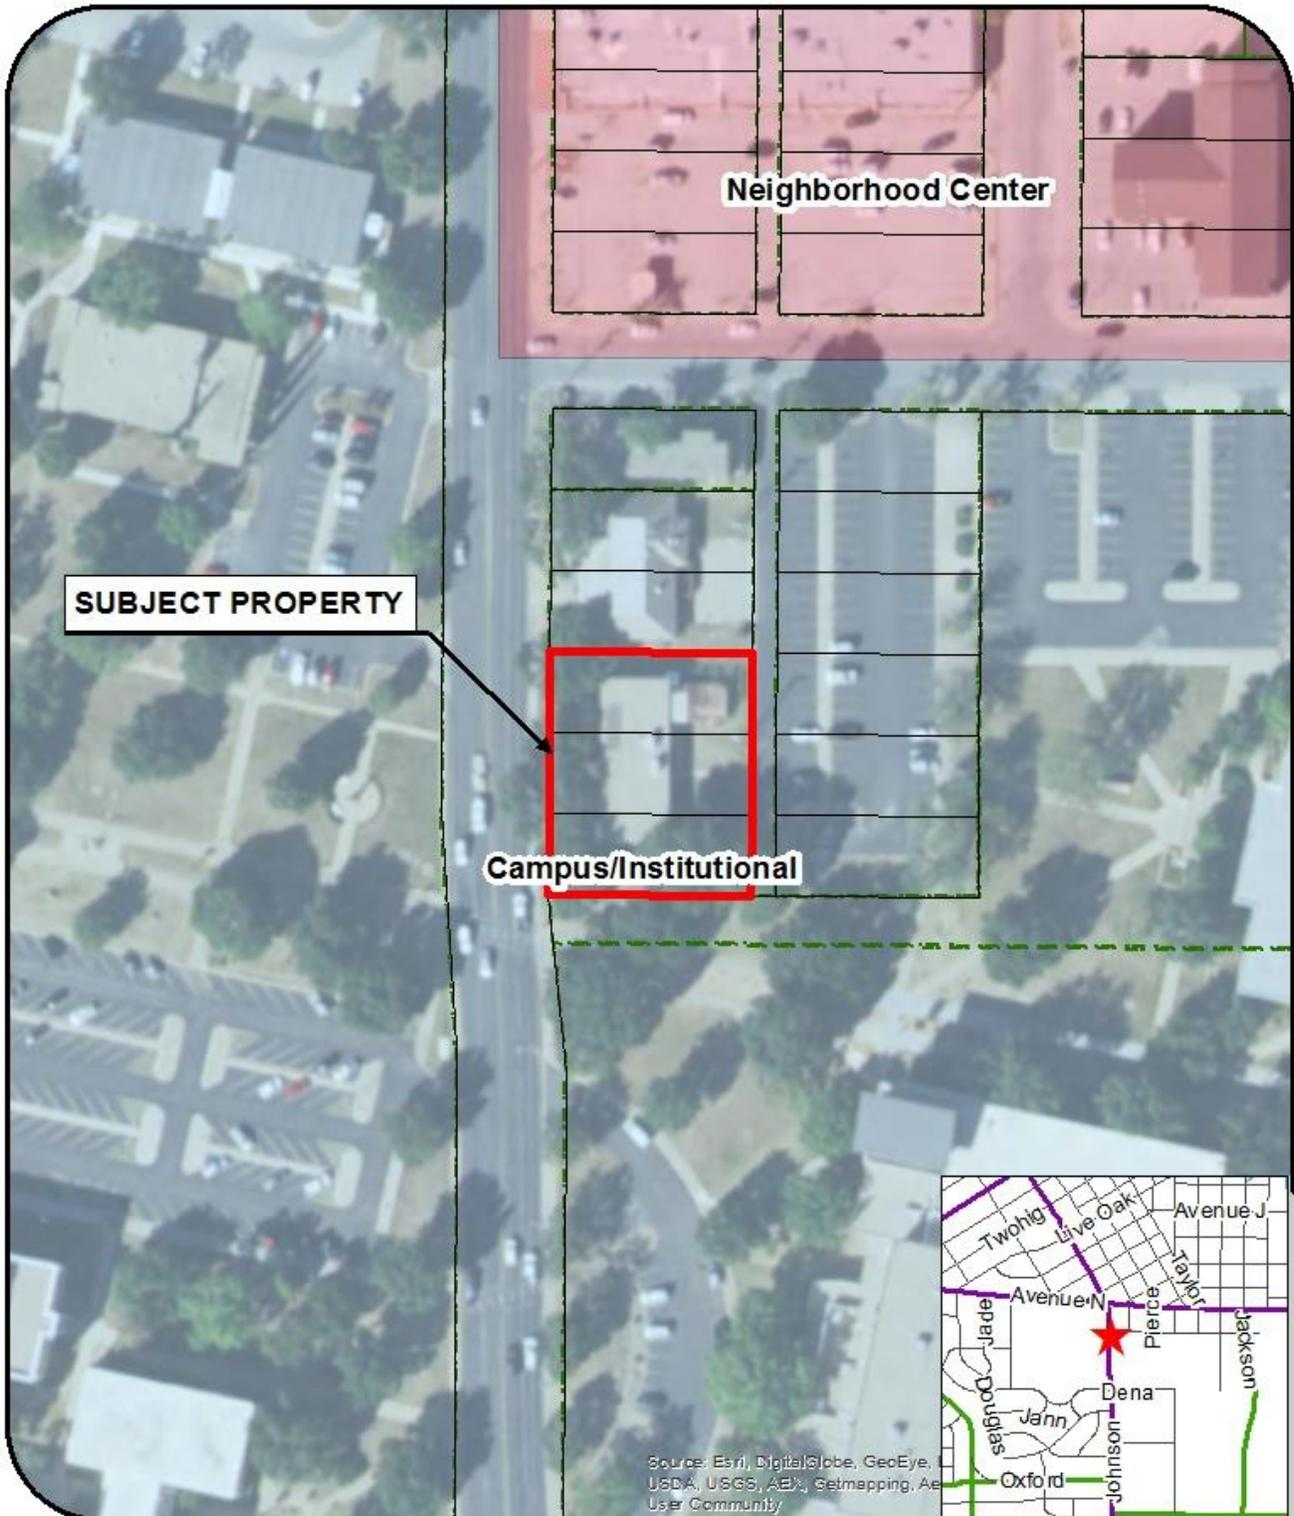 Neighborhood Center
SUBJECT PROPERTY
Campus/Institutional
Twohig
Live Oak
Avenue J
Taylor
Avenue N
Pierce
Jade
Jackson
Dena
Douglas
Jann
Johnson
Oxford
Source: Esri, DigitalGlobe, GeoEye,
USDA, USGS, AEX, Getmapping, Ae
User Community